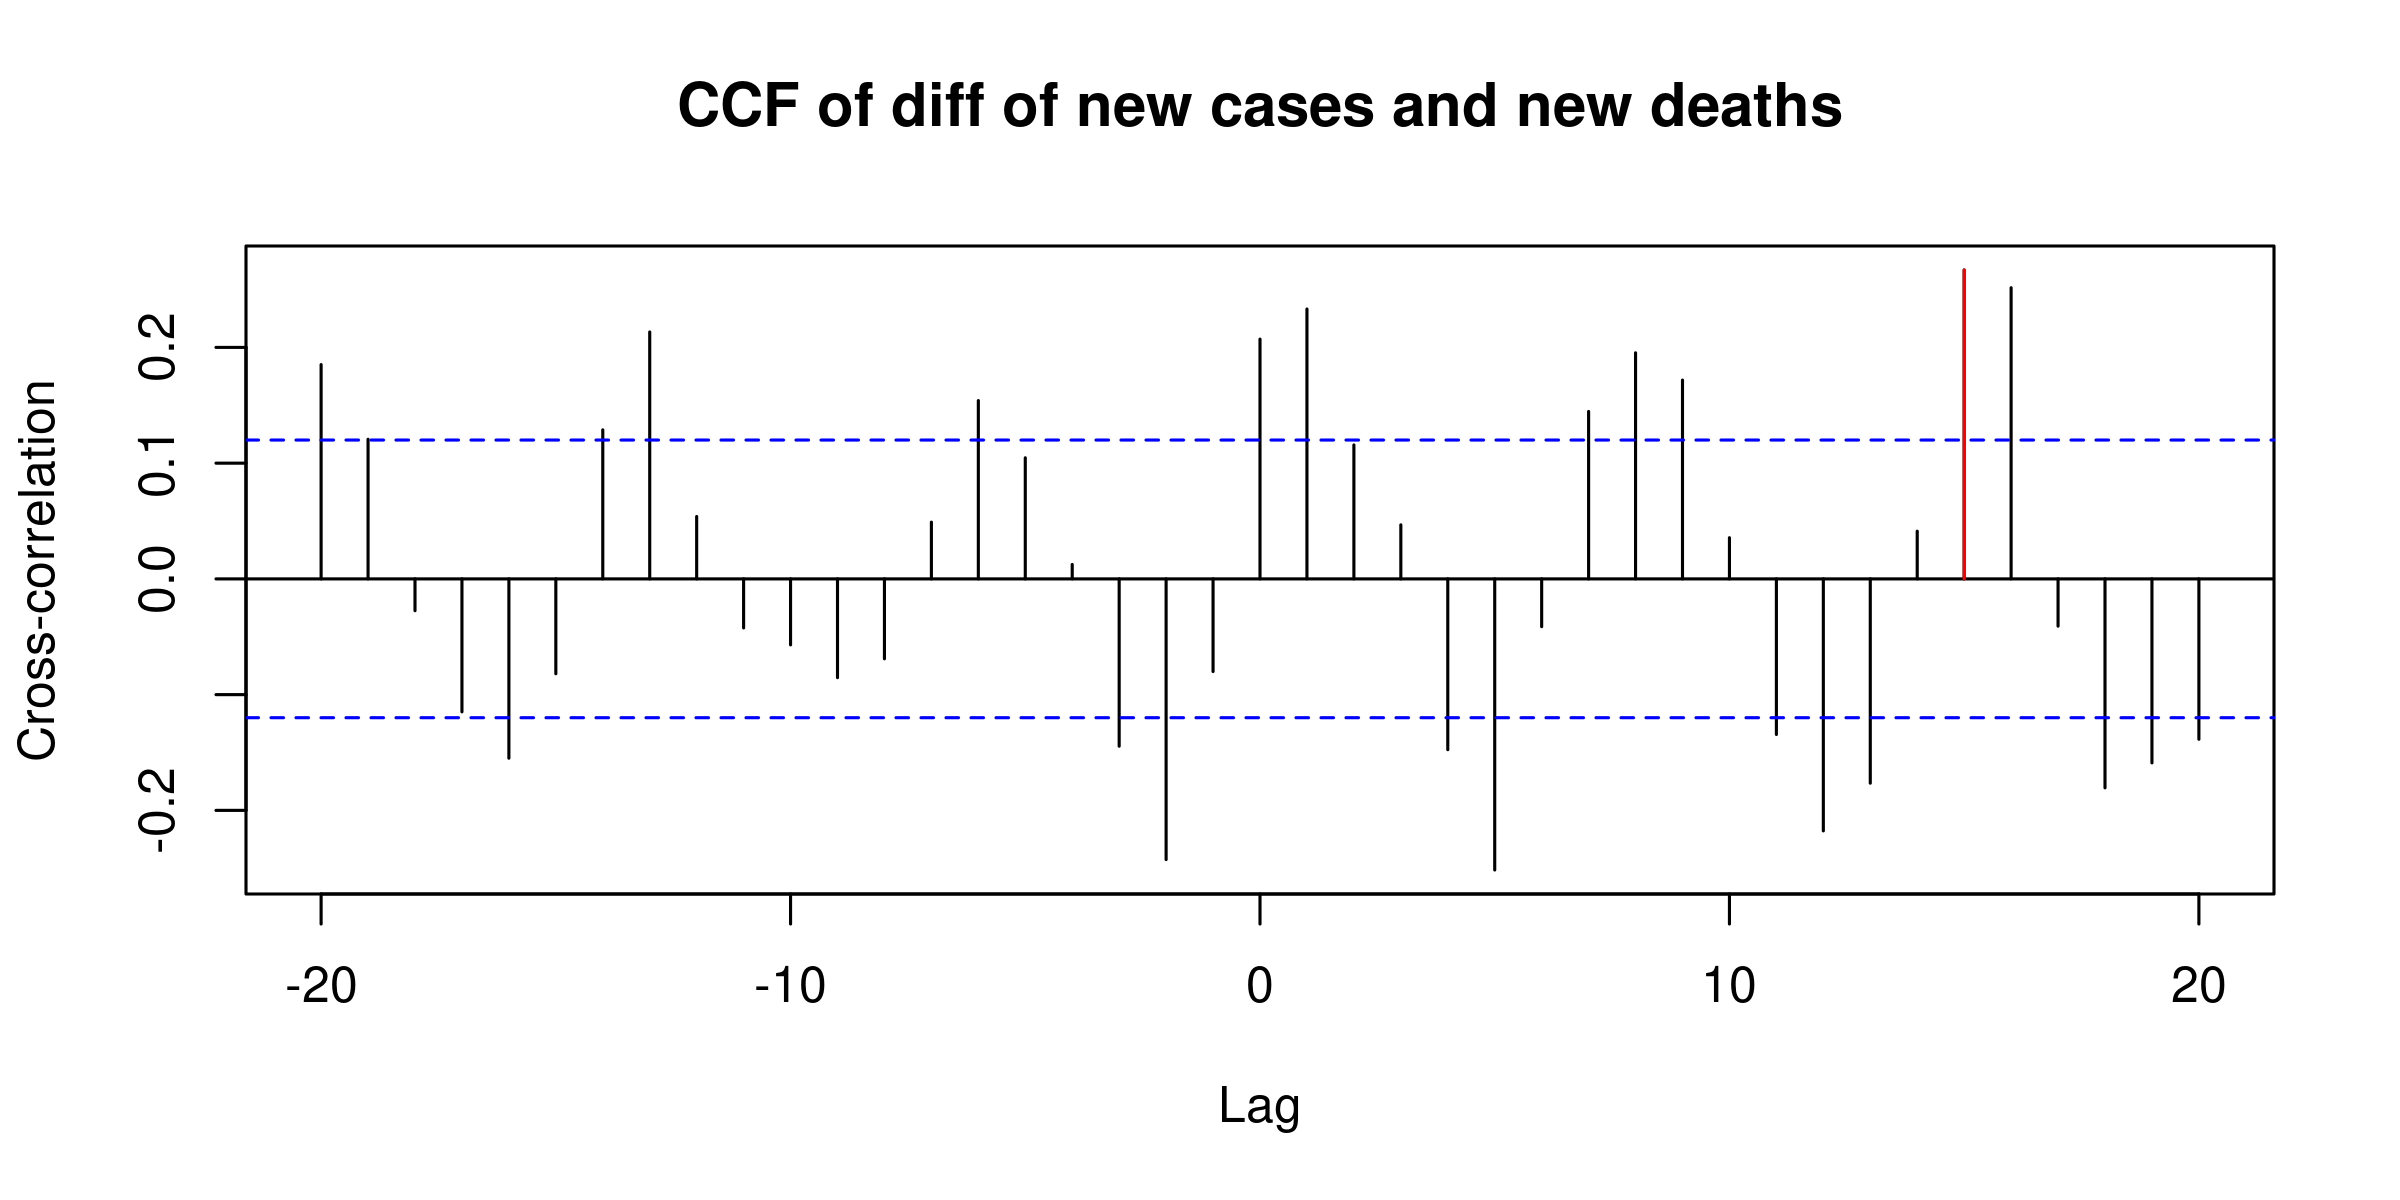 CCF of diff of new cases and new deaths
Cross-correlation
0.2
0.1
0.0
-0.2
-20 -10 0 10 20
Lag